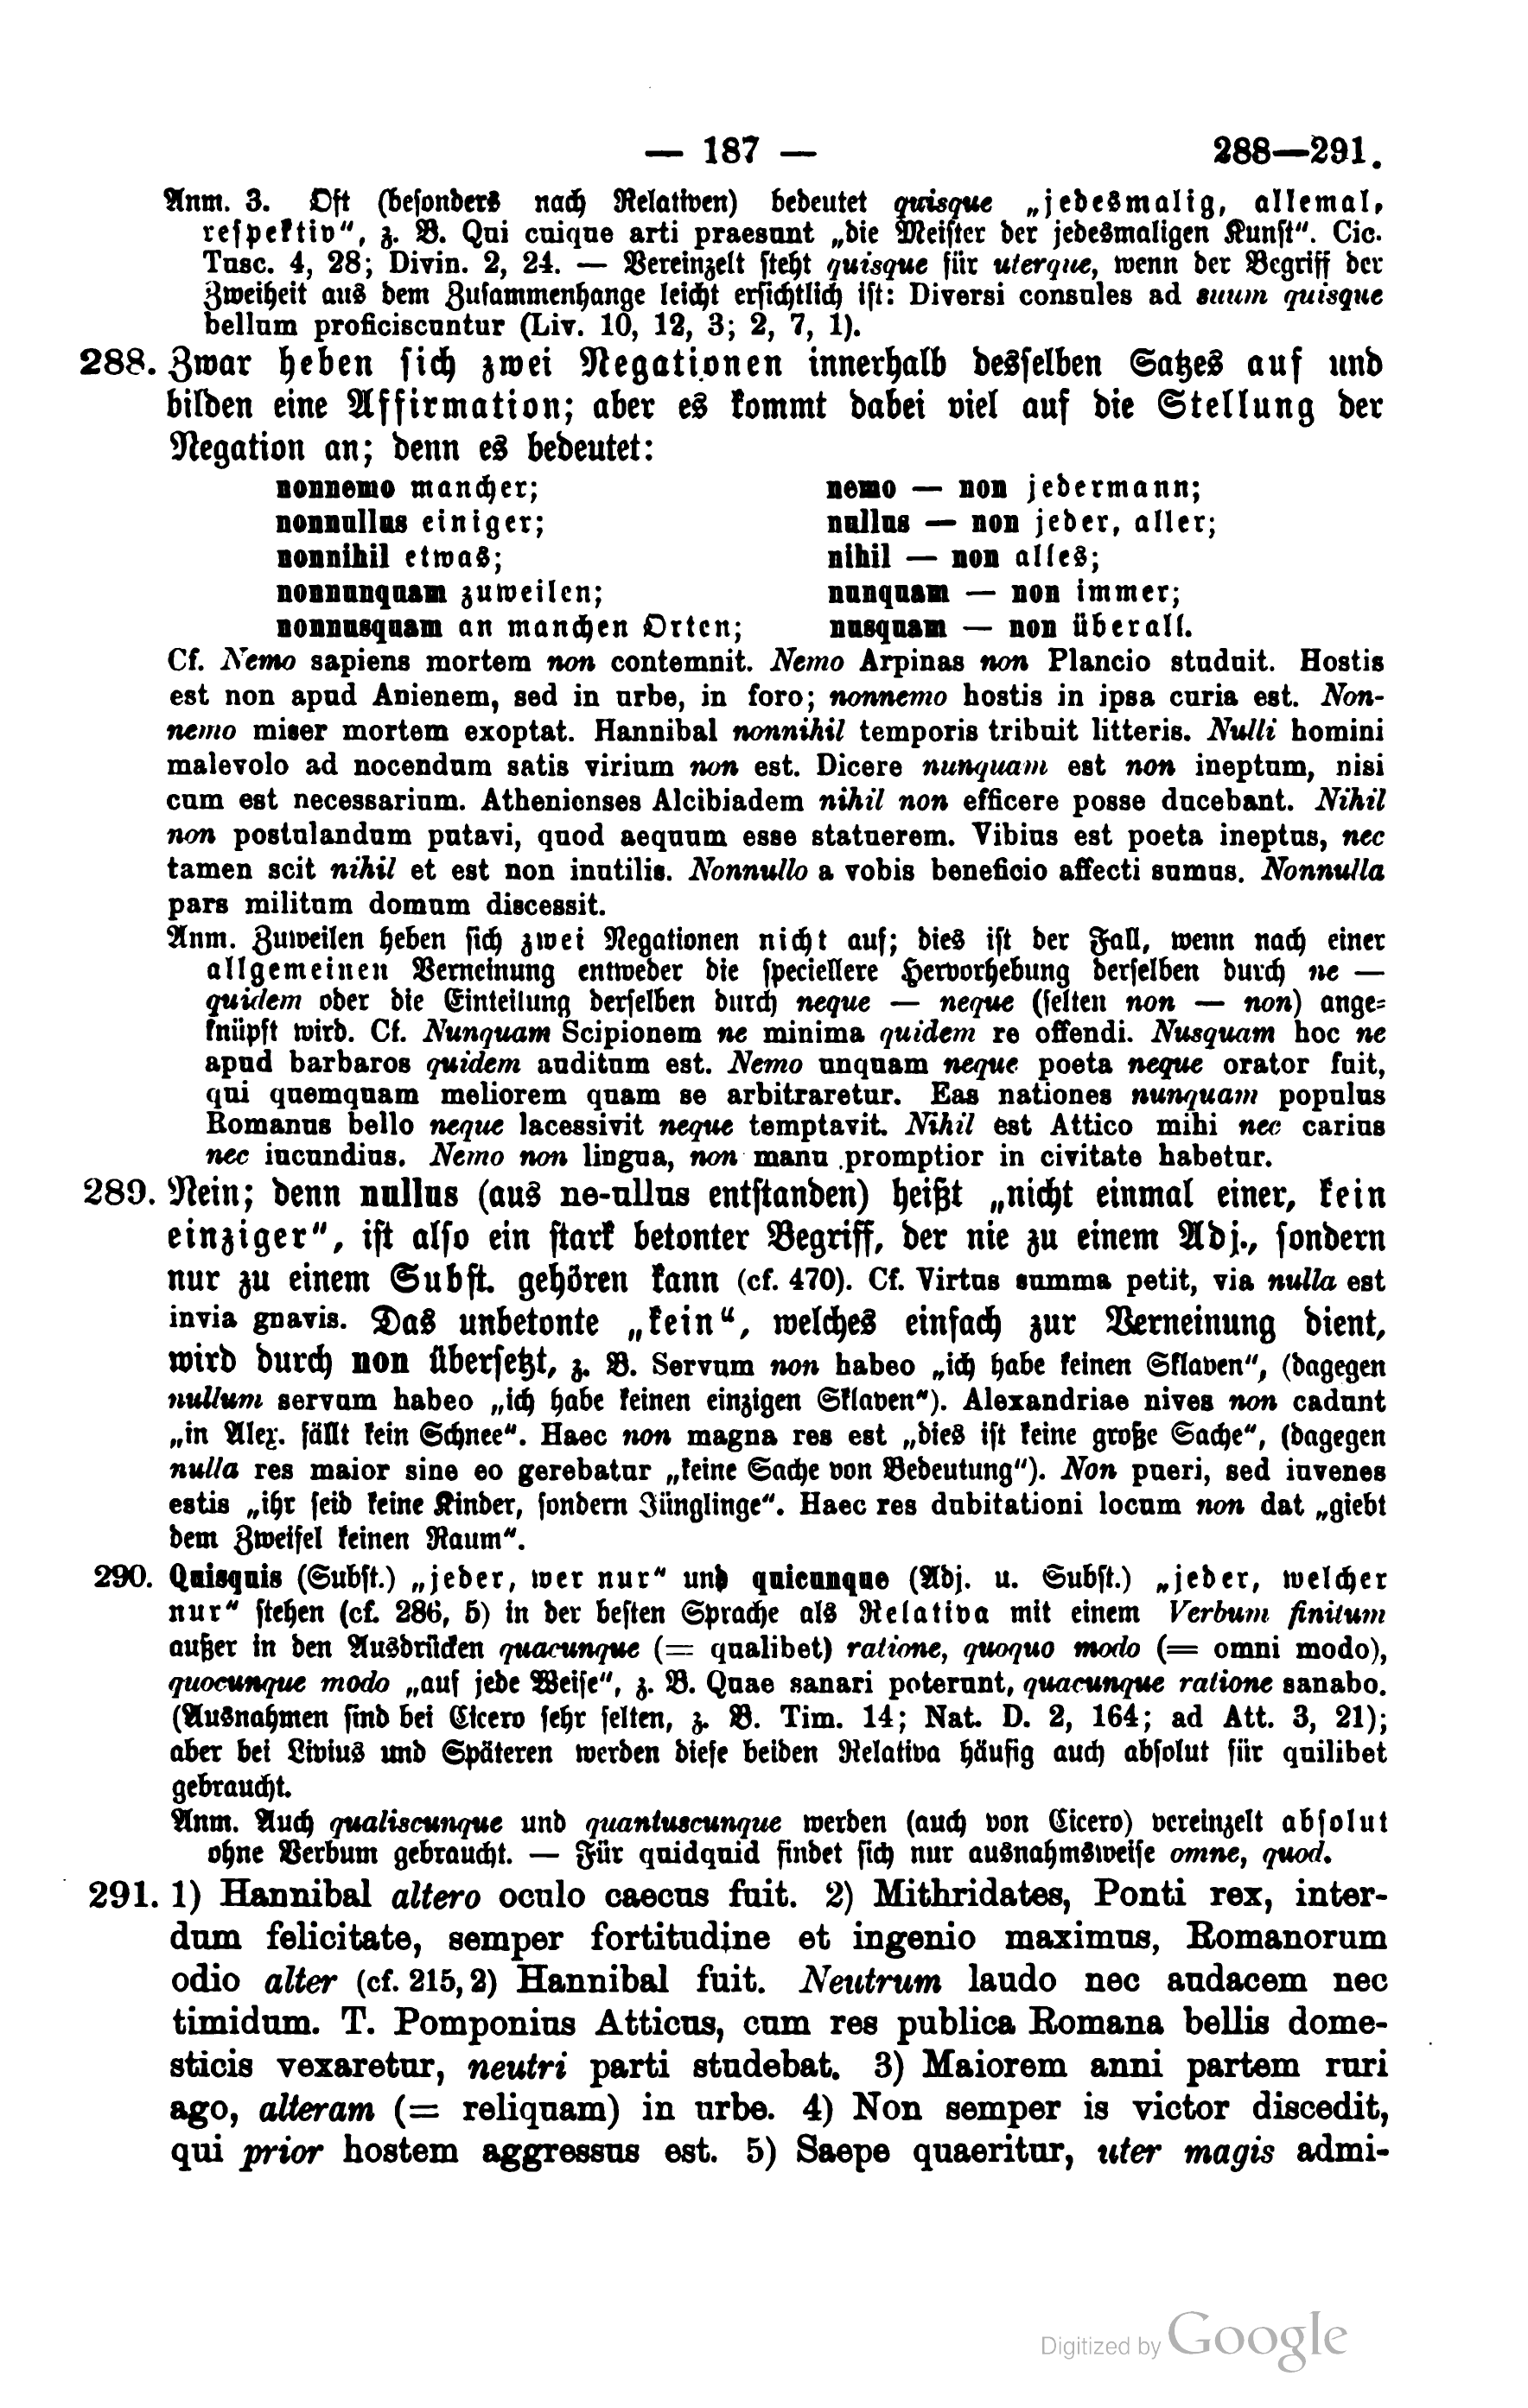 — 187 — 288—291.
Anm. 3. Oft (besonders nach Relativen) bedeutet quisque „jedesmalig, allemal,
respektiv“, z. B. Qui cuique arti praesunt „die Meister der jedesmaligen Kunst“. Cic.
Tusc. 4, 28; Divin. 2, 24. — Vereinzelt steht quisque für uterque, wenn der Begriff der
Zweiheit aus dem Zusammenhange leicht ersichtlich ist: Diversi consules ad suum quisque
bellum proficiscuntur (Liv. 10, 12, 3; 2, 7, 1).
288. Zwar heben sich zwei Negationen innerhalb desselben Satzes auf und
bilden eine Affirmation; aber es kommt dabei viel auf die Stellung der
Negation an; denn es bedeutet:
nonnemo mancher; nemo — non jedermann;
nonnullus einiger; nullus — non jeder, aller;
nonnihil etwas; nihil — non alles;
nonnunquam zuweilen; nunquam — non immer;
nonnusquam an manchen Orten; nusquam — non überall.
Cf. Nemo sapiens mortem non contemnit. Nemo Arpinas non Plancio studuit. Hostis
est non apud Anienem, sed in urbe, in foro; nonnemo hostis in ipsa curia est. Non-
nemo miser mortem exoptat. Hannibal nonnihil temporis tribuit litteris. Nulli homini
malevolo ad nocendum satis virium non est. Dicere nunquam est non ineptum, nisi
cum est necessarium. Athenienses Alcibiadem nihil non efficere posse ducebant. Nihil
non postulandum putavi, quod aequum esse statuerem. Vibius est poeta ineptus, nec
tamen scit nihil et est non inutilis. Nonnullo a vobis beneficio affecti sumus. Nonnulla
pars militum domum discessit.
Anm. Zuweilen heben sich zwei Negationen nicht auf; dies ist der Fall, wenn nach einer
allgemeinen Verneinung entweder die speciellere Hervorhebung derselben durch ne —
quidem oder die Einteilung derselben durch neque — neque (selten non — non) ange-
knüpft wird. Cf. Nunquam Scipionem ne minima quidem re offendi. Nusquam hoc ne
apud barbaros quidem auditum est. Nemo unquam neque poeta neque orator fuit,
qui quemquam meliorem quam se arbitraretur. Eas nationes nunquam populus
Romanus bello neque lacessivit neque temptavit. Nihil est Attico mihi nec carius
nec iucundius. Nemo non lingua, non manu promptior in civitate habetur.
289. Nein; denn nullus (aus ne-ullus entstanden) heißt „nicht einmal einer, kein
einziger“, ist also ein stark betonter Begriff, der nie zu einem Adj., sondern
nur zu einem Subst. gehören kann (cf. 470). Cf. Virtus summa petit, via nulla est
invia gnavis. Das unbetonte „kein“, welches einfach zur Verneinung dient,
wird durch non übersetzt, z. B. Servum non habeo „ich habe keinen Sklaven“, (dagegen
nullum servum habeo „ich habe keinen einzigen Sklaven“). Alexandriae nives non cadunt
„in Alex. fällt kein Schnee“. Haec non magna res est „dies ist keine große Sache“, (dagegen
nulla res maior sine eo gerebatur „keine Sache von Bedeutung“). Non pueri, sed iuvenes
estis „ihr seid keine Kinder, sondern Jünglinge“. Haec res dubitationi locum non dat „giebt
dem Zweifel keinen Raum“.
290. Quisquis (Subst.) „jeder, wer nur“ und quicunque (Adj. u. Subst.) „jeder, welcher
nur“ stehen (cf. 286, 5) in der besten Sprache als Relativa mit einem Verbum finitum
außer in den Ausdrücken quacunque (= qualibet) ratione, quoquo modo (= omni modo),
quocunque modo „auf jede Weise“, z. B. Quae sanari poterunt, quacunque ratione sanabo.
(Ausnahmen sind bei Cicero sehr selten, z. B. Tim. 14; Nat. D. 2, 164; ad Att. 3, 21);
aber bei Livius und Späteren werden diese beiden Relativa häufig auch absolut für quilibet
gebraucht.
Anm. Auch qualiscunque und quantuscunque werden (auch von Cicero) vereinzelt absolut
ohne Verbum gebraucht. — Für quidquid findet sich nur ausnahmsweise omne, quod.
291. 1) Hannibal altero oculo caecus fuit. 2) Mithridates, Ponti rex, inter-
dum felicitate, semper fortitudine et ingenio maximus, Romanorum
odio alter (cf. 215, 2) Hannibal fuit. Neutrum laudo nec audacem nec
timidum. T. Pomponius Atticus, cum res publica Romana bellis dome-
sticis vexaretur, neutri parti studebat. 3) Maiorem anni partem ruri
ago, alteram (= reliquam) in urbe. 4) Non semper is victor discedit,
qui prior hostem aggressus est. 5) Saepe quaeritur, uter magis admi-
Digitized by Google